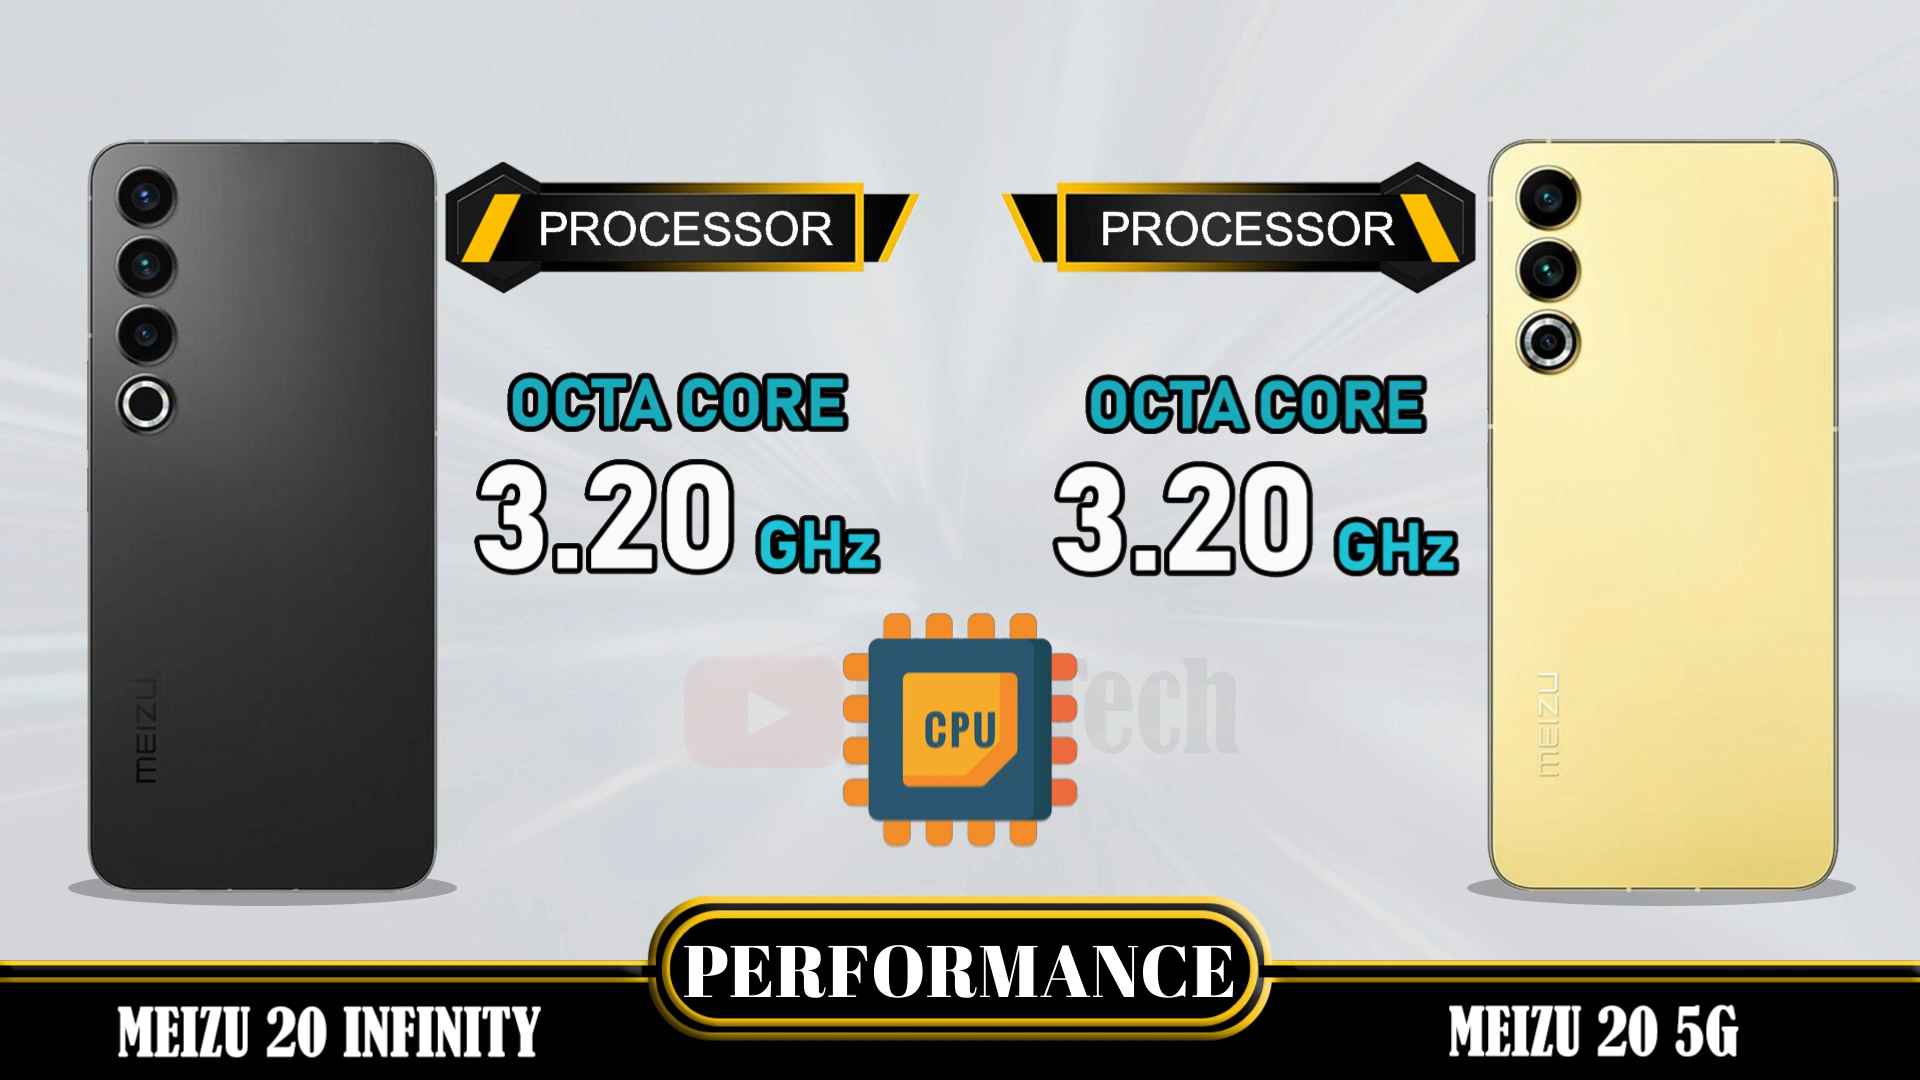 PROCESSOR
PROCESSOR
OCTA CORE
3.20 GHz
OCTA CORE
3.20 GHz
CPU
MEIZU
MEIZU
PERFORMANCE
MEIZU 20 INFINITY
MEIZU 20 5G